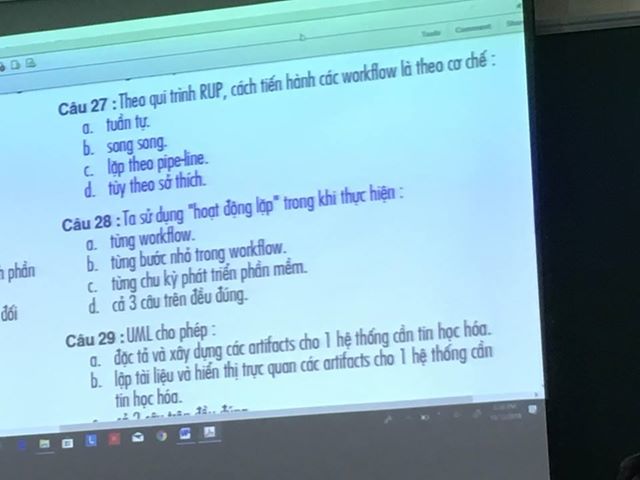 Tools Comment
Câu 27 : Theo qui trình RUP, cách tiến hành các workflow là theo cơ chế :
a. tuần tự.
b. song song.
c. lặp theo pipe-line.
d. tùy theo sở thích.
Câu 28 : Ta sử dụng "hoạt động lặp" trong khi thực hiện :
a. từng workflow.
b. từng bước nhỏ trong workflow.
c. từng chu kỳ phát triển phần mềm.
d. cả 3 câu trên đều đúng.
phần
đối
Câu 29 : UML cho phép :
a. đặc tả và xây dựng các artifacts cho 1 hệ thống cần tin học hóa.
b. lập tài liệu và hiển thị trực quan các artifacts cho 1 hệ thống cần
tin học hóa.